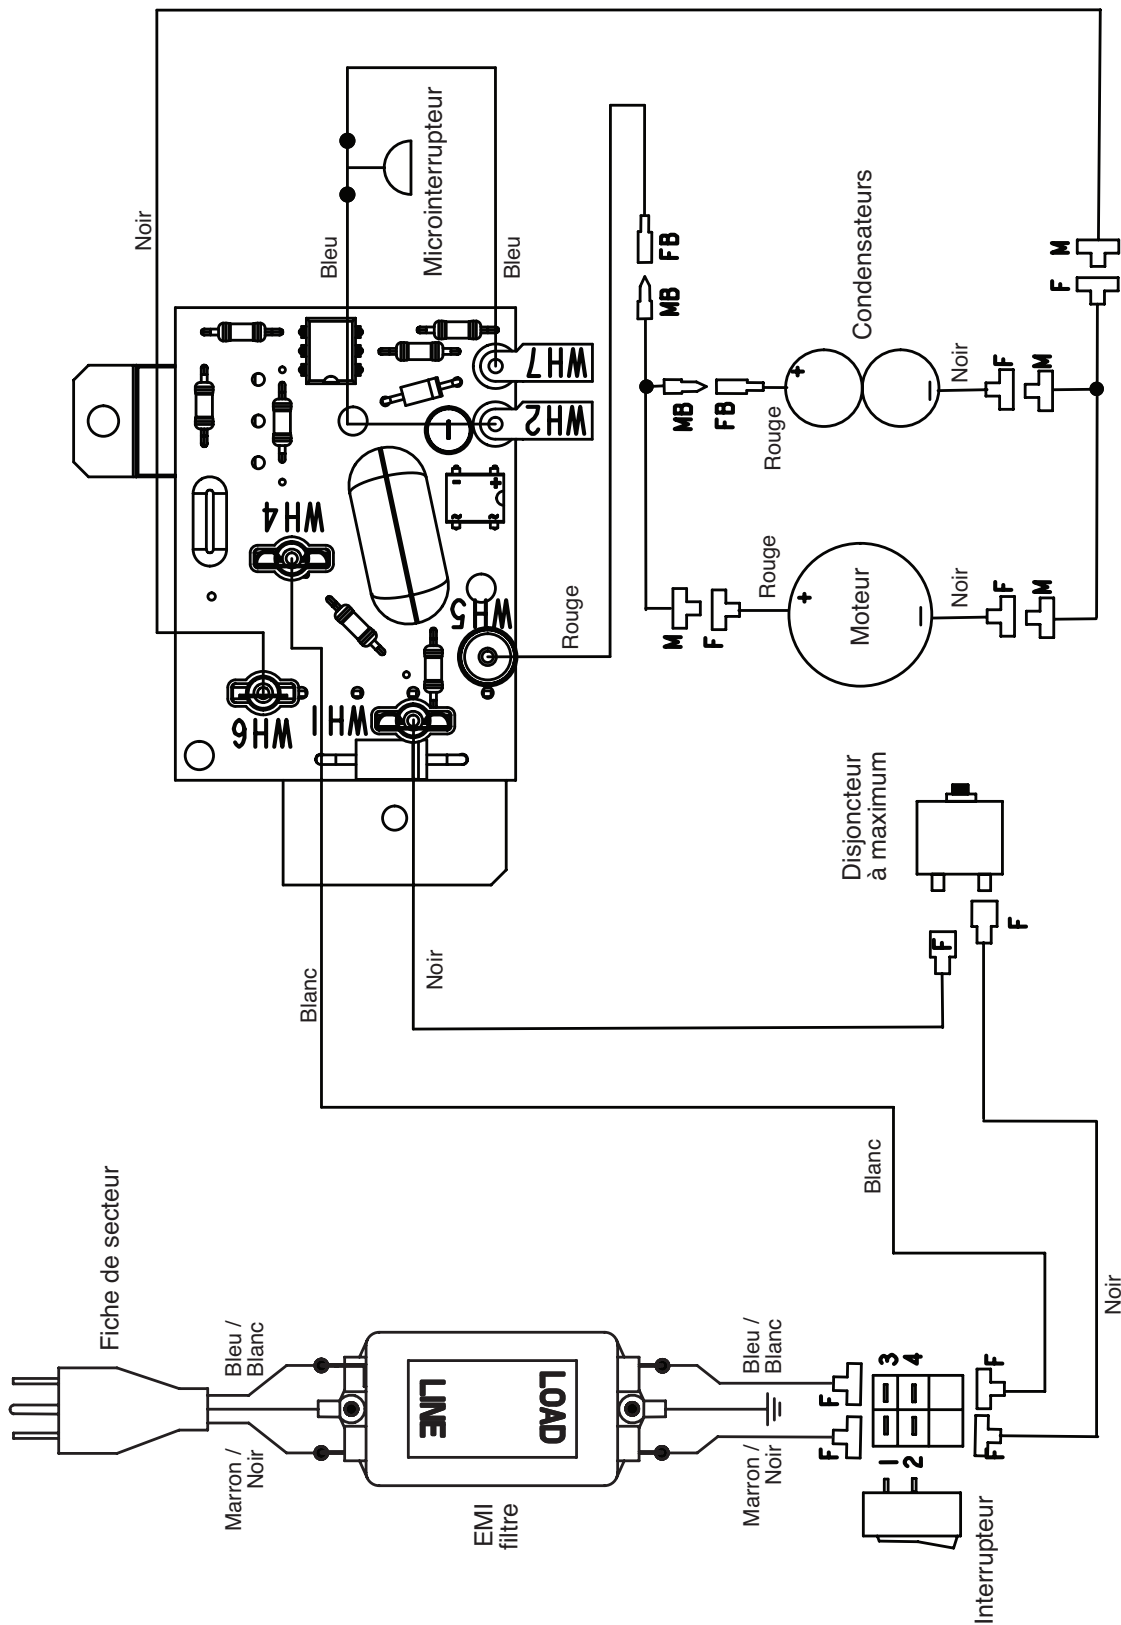 Fiche de secteur
Marron /
Noir
Bleu /
Blanc
EMI
filtre
LINE
LOAD
Marron /
Noir
Bleu /
Blanc
F
F
1
2
3
4
F
F
Interrupteur
Noir
Blanc
Blanc
Noir
F
F
Disjoncteur
à maximum
WH6
WH1
WH4
WH5
WH2
WH7
-
+
~
~
Noir
Bleu
Microinterrupteur
Bleu
Rouge
FB
MB
MB
FB
Rouge
Condensateurs
+
-
Noir
F
M
F
M
M
F
Rouge
Moteur
+
-
Noir
F
M